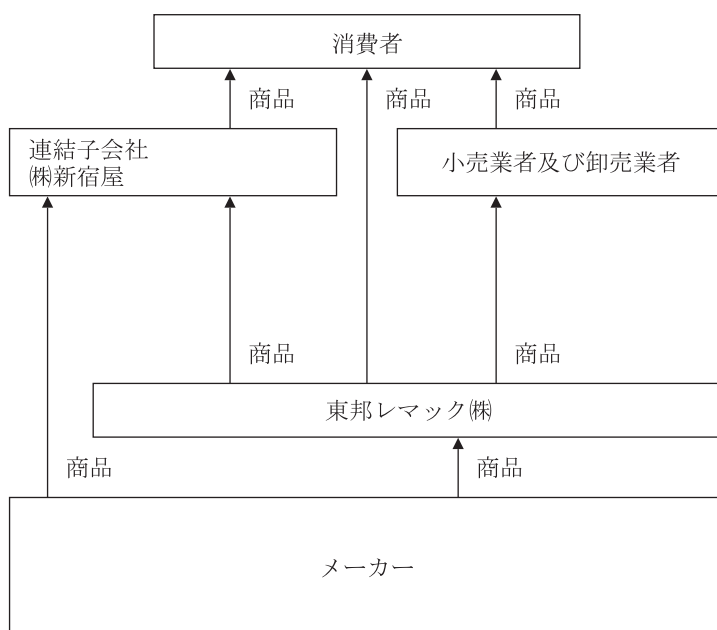 消費者
商品
商品
商品
連結子会社
㈱新宿屋
小売業者及び卸売業者
商品
商品
東邦レマック㈱
商品
商品
メーカー